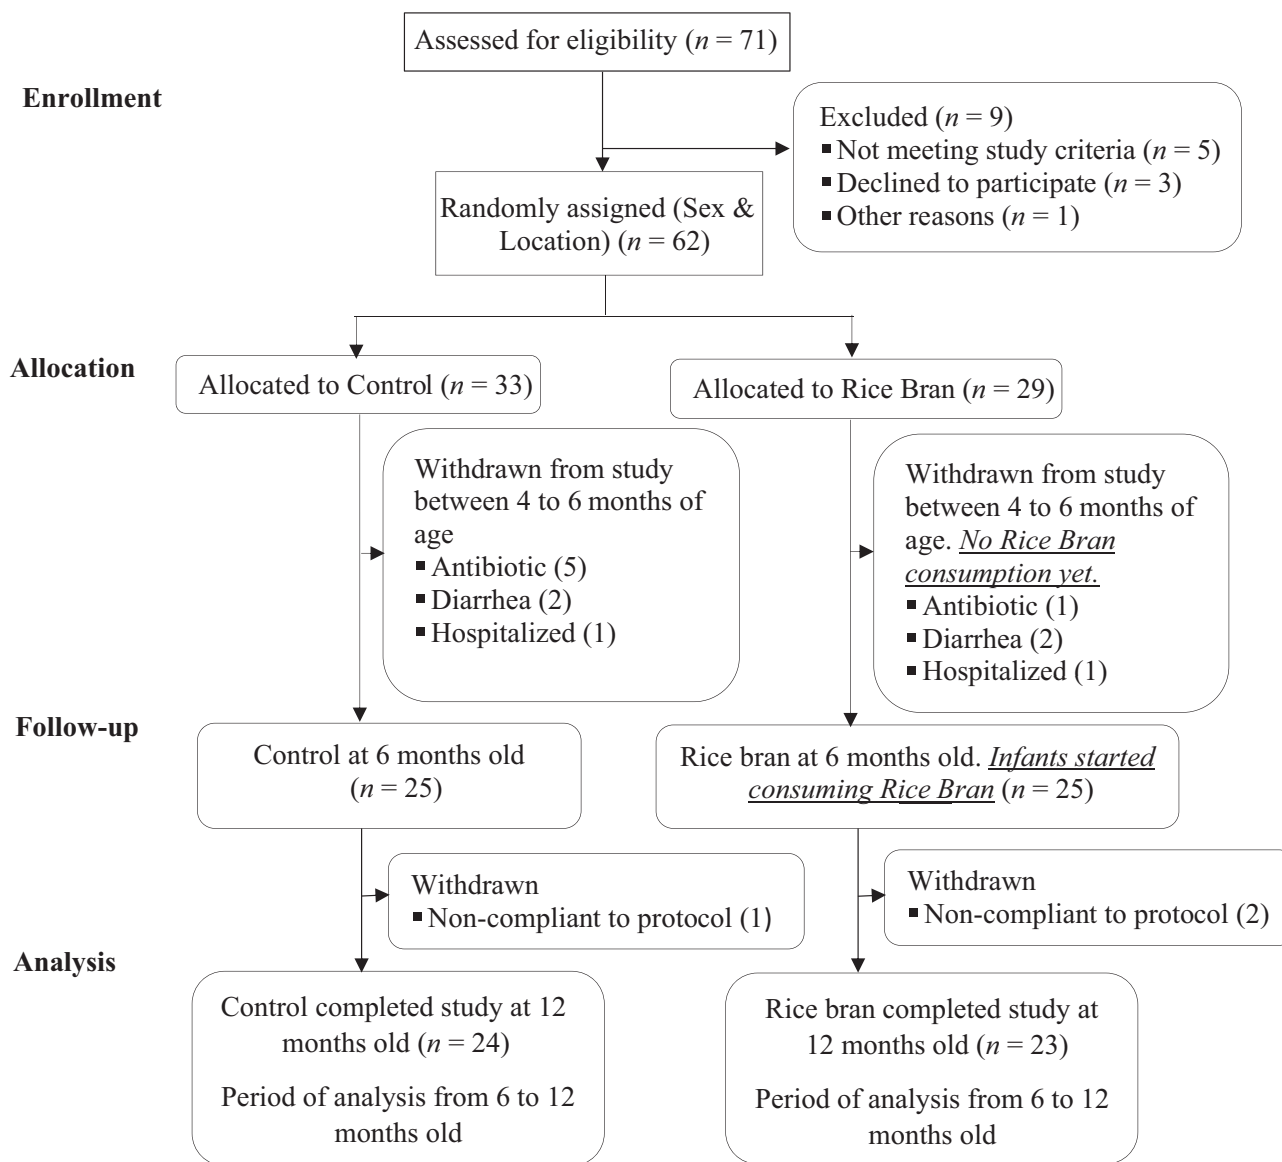 Assessed for eligibility (n = 71)
Enrollment
Excluded (n = 9)
▪ Not meeting study criteria (n = 5)
▪ Declined to participate (n = 3)
▪ Other reasons (n = 1)
Randomly assigned (Sex &
Location) (n = 62)
Allocation
Allocated to Control (n = 33)
Allocated to Rice Bran (n = 29)
Withdrawn from study
between 4 to 6 months of
age
▪ Antibiotic (5)
▪ Diarrhea (2)
▪ Hospitalized (1)
Withdrawn from study
between 4 to 6 months of
age. No Rice Bran
consumption yet.
▪ Antibiotic (1)
▪ Diarrhea (2)
▪ Hospitalized (1)
Follow-up
Control at 6 months old
(n = 25)
Rice bran at 6 months old. Infants started
consuming Rice Bran (n = 25)
Withdrawn
▪ Non-compliant to protocol (1)
Withdrawn
▪ Non-compliant to protocol (2)
Analysis
Control completed study at 12
months old (n = 24)
Period of analysis from 6 to 12
months old
Rice bran completed study at
12 months old (n = 23)
Period of analysis from 6 to 12
months old